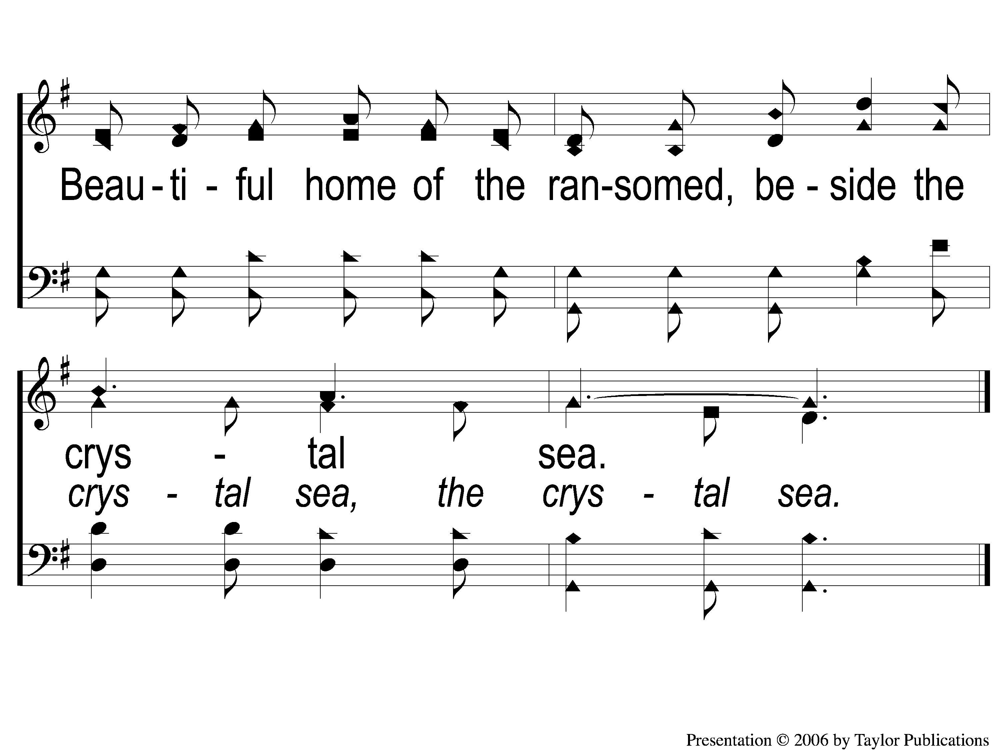 Beau - ti - ful home of the ran-somed, be - side the
crys - tal sea.
crys - tal sea, the crys - tal sea.
Presentation © 2006 by Taylor Publications